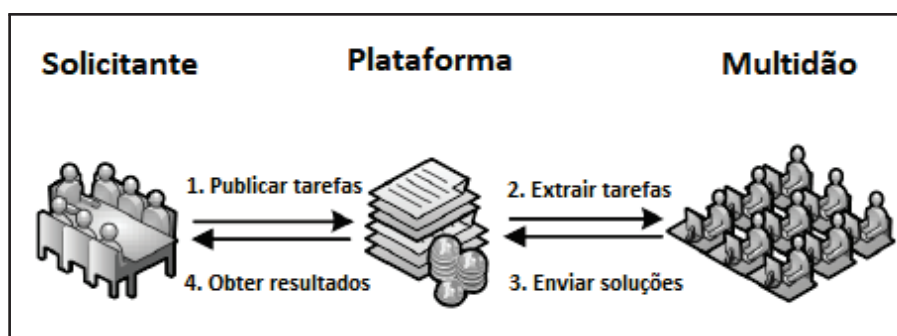 Solicitante
Plataforma
Multidão
1. Publicar tarefas
2. Extrair tarefas
4. Obter resultados
3. Enviar soluções